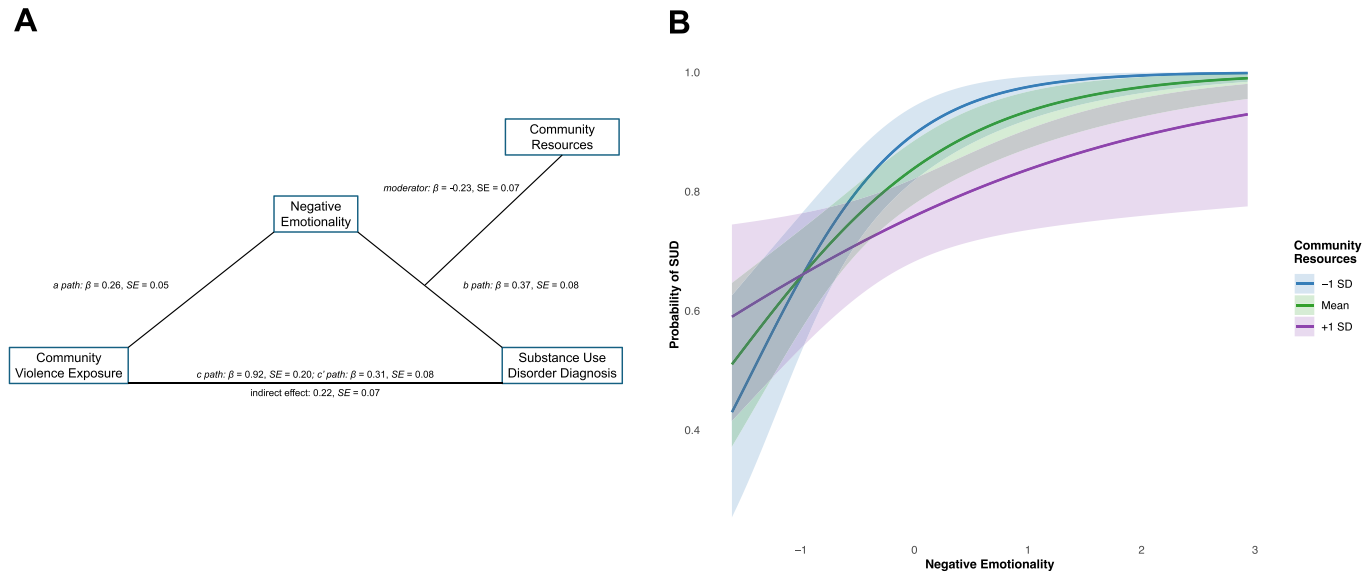 A
Community
Resources
moderator: β = -0.23, SE = 0.07
Negative
Emotionality
a path: β = 0.26, SE = 0.05
b path: β = 0.37, SE = 0.08
Community
Violence Exposure
c path: β = 0.92, SE = 0.20; c' path: β = 0.31, SE = 0.08
indirect effect: 0.22, SE = 0.07
Substance Use
Disorder Diagnosis
B
1.0
0.8
0.6
0.4
Probability of SUD
−1
0
1
2
3
Negative Emotionality
Community
Resources
−1 SD
Mean
+1 SD